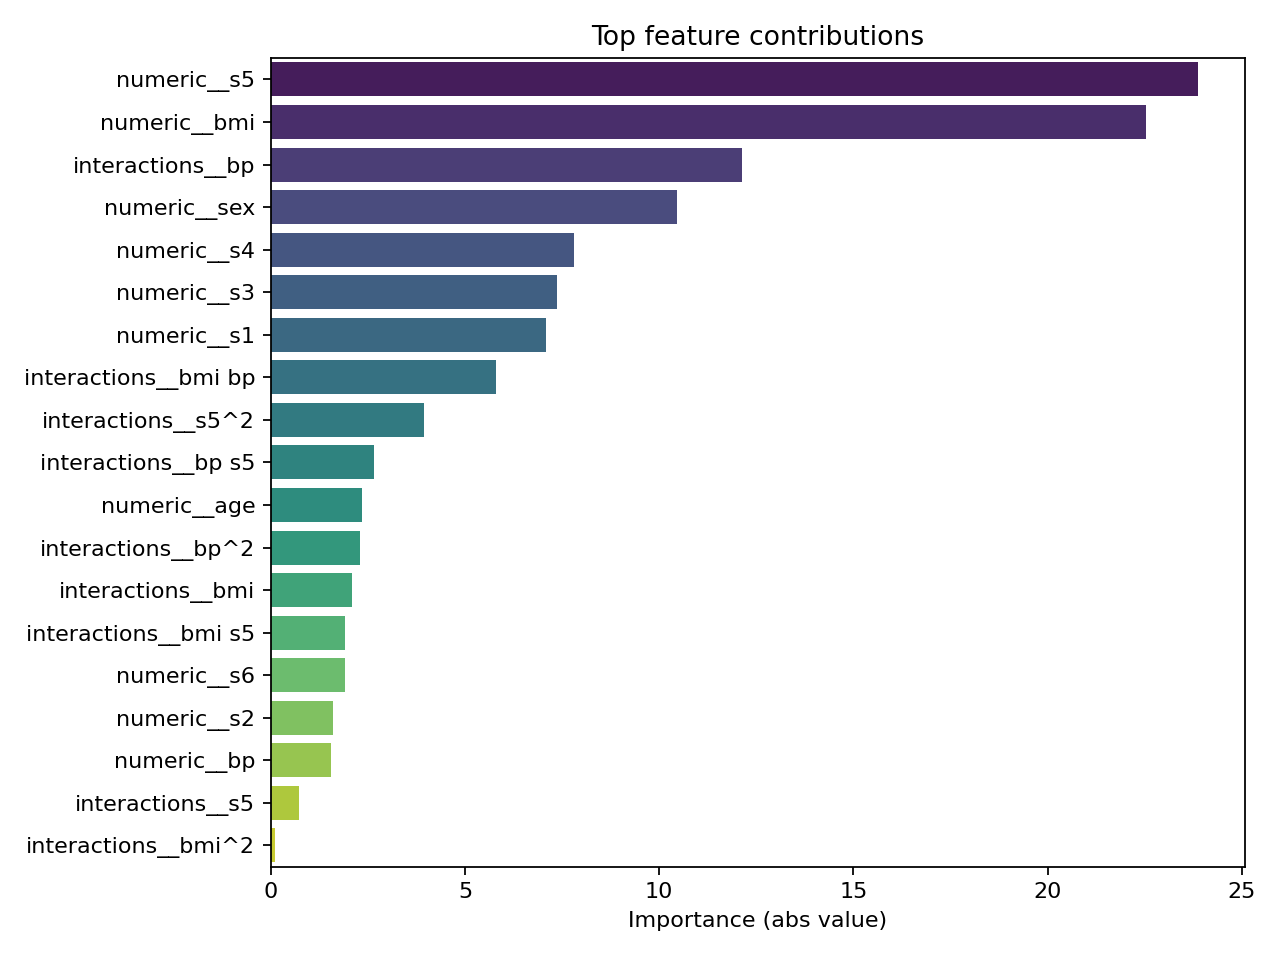 Top feature contributions
numeric__s5
numeric__bmi
interactions__bp
numeric__sex
numeric__s4
numeric__s3
numeric__s1
interactions__bmi bp
interactions__s5^2
interactions__bp s5
numeric__age
interactions__bp^2
interactions__bmi
interactions__bmi s5
numeric__s6
numeric__s2
numeric__bp
interactions__s5
interactions__bmi^2
0 5 10 15 20 25
Importance (abs value)